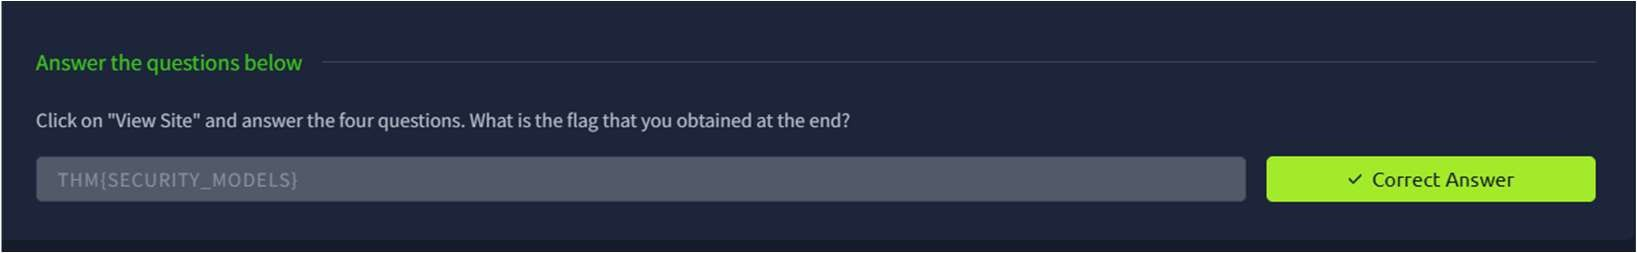 Answer the questions below
Click on "View Site" and answer the four questions. What is the flag that you obtained at the end?
THM{SECURITY_MODELS}
✓ Correct Answer